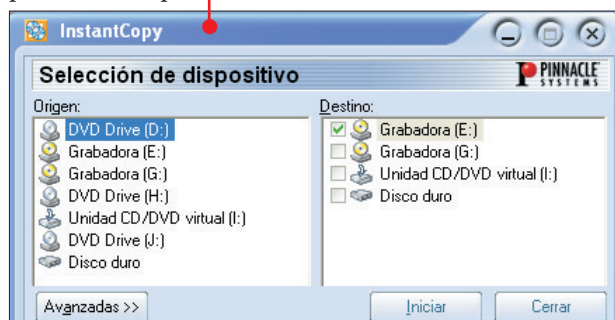 InstantCopy
Selección de dispositivo
PINNACLE
SYSTEMS
Origen:
DVD Drive (D:)
Grabadora (E:)
Grabadora (G:)
DVD Drive (H:)
Unidad CD/DVD virtual (I:)
DVD Drive (J:)
Disco duro
Destino:
Grabadora (E:)
Grabadora (G:)
Unidad CD/DVD virtual (I:)
Disco duro
Avanzadas >>
Iniciar
Cerrar